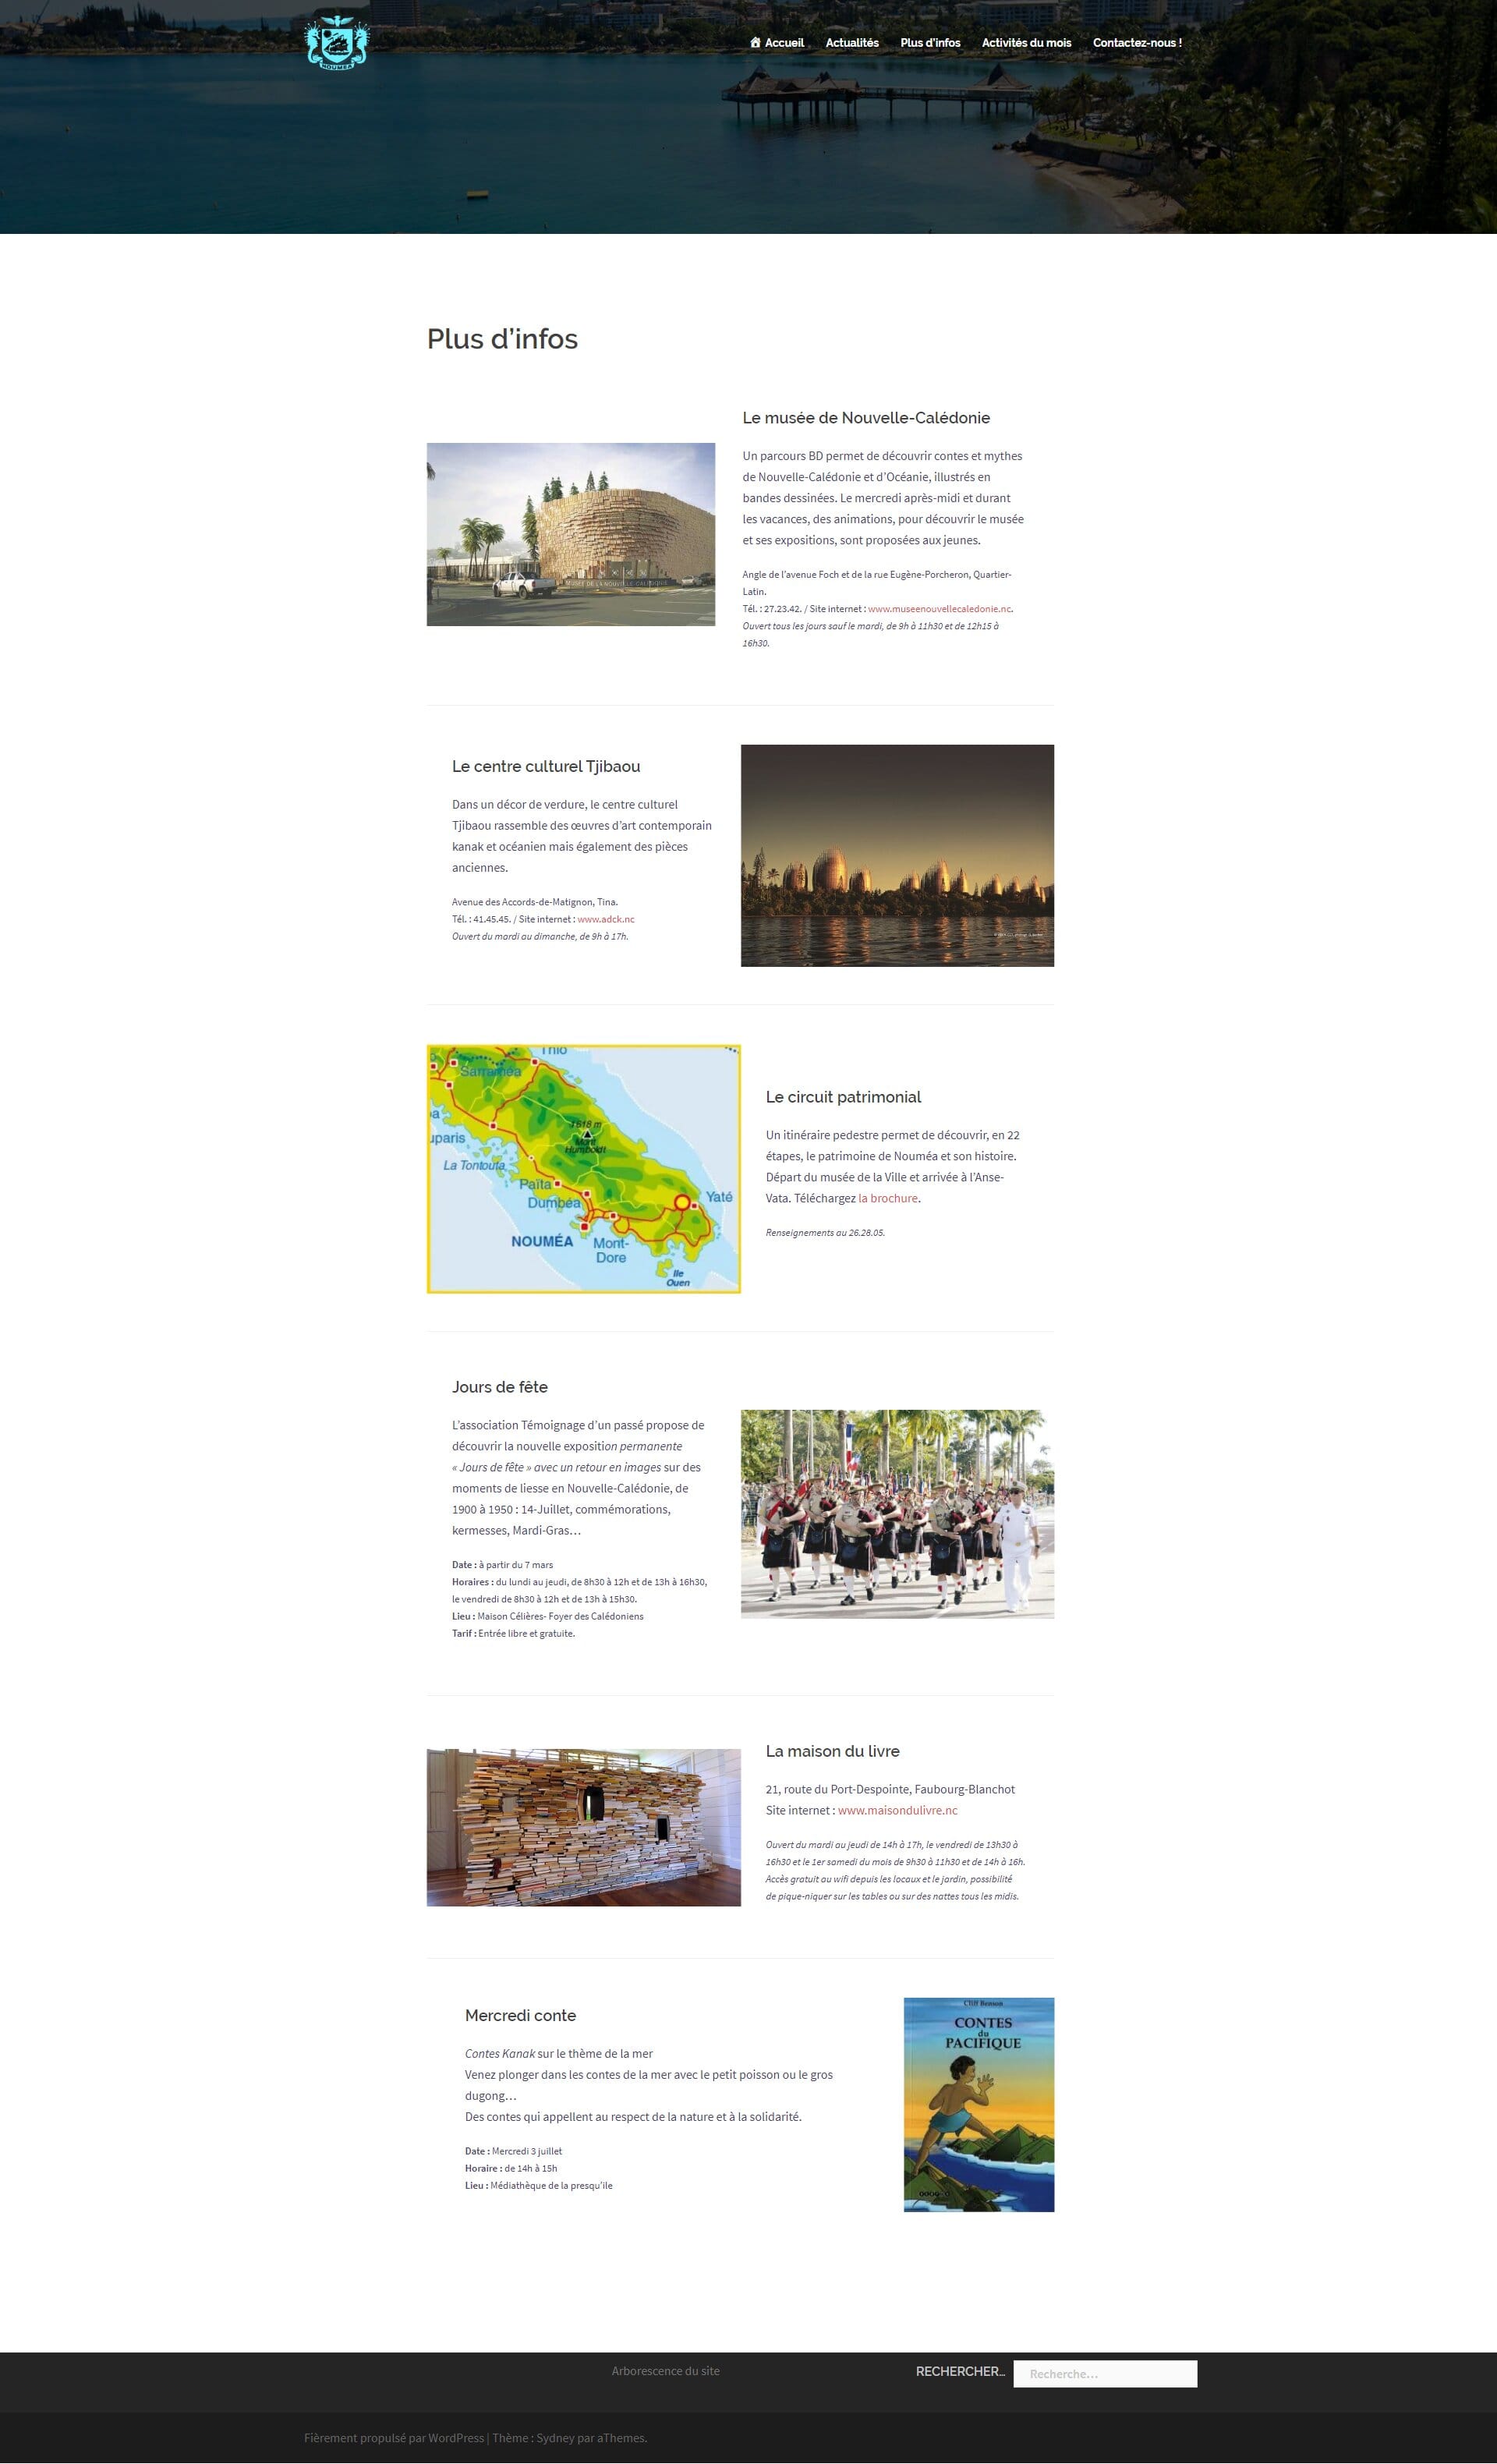 NOUMÉA
Accueil Actualités Plus d'infos Activités du mois Contactez-nous !
Plus d’infos
Le musée de Nouvelle-Calédonie
Un parcours BD permet de découvrir contes et mythes
de Nouvelle-Calédonie et d’Océanie, illustrés en
bandes dessinées. Le mercredi après-midi et durant
les vacances, des animations, pour découvrir le musée
et ses expositions, sont proposées aux jeunes.
Angle de l’avenue Foch et de la rue Eugène-Porcheron, Quartier-
Latin.
Tél. : 27.23.42. / Site internet : www.museenouvellecaledonie.nc.
Ouvert tous les jours sauf le mardi, de 9h à 11h30 et de 12h15 à
16h30.
MUSÉE DE LA NOUVELLE-CALÉDONIE
Le centre culturel Tjibaou
Dans un décor de verdure, le centre culturel
Tjibaou rassemble des œuvres d’art contemporain
kanak et océanien mais également des pièces
anciennes.
Avenue des Accords-de-Matignon, Tina.
Tél. : 41.45.45. / Site internet : www.adck.nc
Ouvert du mardi au dimanche, de 9h à 17h.
Thio
Sarraméa
uparis
1618 m
Mont
Humboldt
La Tontouta
Païta
Dumbéa
Yaté
NOUMÉA
Mont-
Dore
Ile
Ouen
Le circuit patrimonial
Un itinéraire pedestre permet de découvrir, en 22
étapes, le patrimoine de Nouméa et son histoire.
Départ du musée de la Ville et arrivée à l’Anse-
Vata. Téléchargez la brochure.
Renseignements au 26.28.05.
Jours de fête
L’association Témoignage d’un passé propose de
découvrir la nouvelle exposition permanente
« Jours de fête » avec un retour en images sur des
moments de liesse en Nouvelle-Calédonie, de
1900 à 1950 : 14-Juillet, commémorations,
kermesses, Mardi-Gras…
Date : à partir du 7 mars
Horaires : du lundi au jeudi, de 8h30 à 12h et de 13h à 16h30,
le vendredi de 8h30 à 12h et de 13h à 15h30.
Lieu : Maison Célières- Foyer des Calédoniens
Tarif : Entrée libre et gratuite.
La maison du livre
21, route du Port-Despointe, Faubourg-Blanchot
Site internet : www.maisondulivre.nc
Ouvert du mardi au jeudi de 14h à 17h, le vendredi de 13h30 à
16h30 et le 1er samedi du mois de 9h30 à 11h30 et de 14h à 16h.
Accès gratuit au wifi depuis les locaux et le jardin, possibilité
de pique-niquer sur les tables ou sur des nattes tous les midis.
Mercredi conte
Contes Kanak sur le thème de la mer
Venez plonger dans les contes de la mer avec le petit poisson ou le gros
dugong…
Des contes qui appellent au respect de la nature et à la solidarité.
Date : Mercredi 3 juillet
Horaire : de 14h à 15h
Lieu : Médiathèque de la presqu’ile
Cliff Benson
CONTES
du
PACIFIQUE
Arborescence du site
RECHERCHER… Recherche…
Fièrement propulsé par WordPress | Thème : Sydney par aThemes.